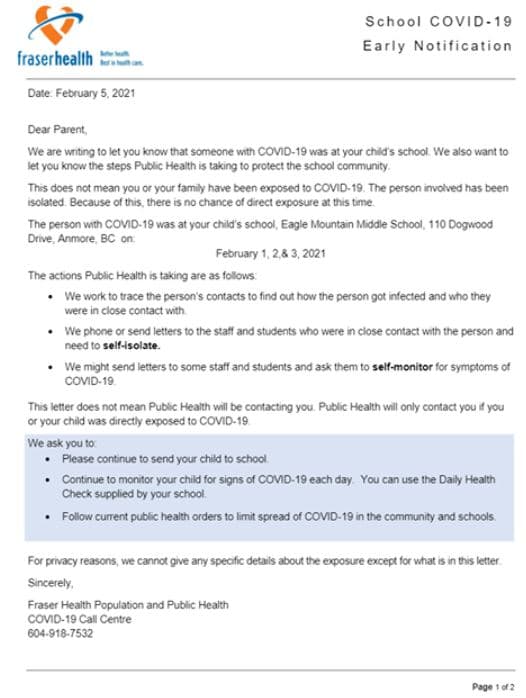 School COVID-19
Early Notification
fraserhealth
Better health.
Best in health care.
Date: February 5, 2021
Dear Parent,
We are writing to let you know that someone with COVID-19 was at your child's school. We also want to
let you know the steps Public Health is taking to protect the school community.
This does not mean you or your family have been exposed to COVID-19. The person involved has been
isolated. Because of this, there is no chance of direct exposure at this time.
The person with COVID-19 was at your child's school, Eagle Mountain Middle School, 110 Dogwood
Drive, Anmore, BC on:
February 1, 2,& 3, 2021
The actions Public Health is taking are as follows:
• We work to trace the person's contacts to find out how the person got infected and who they
were in close contact with.
• We phone or send letters to the staff and students who were in close contact with the person and
need to self-isolate.
• We might send letters to some staff and students and ask them to self-monitor for symptoms of
COVID-19.
This letter does not mean Public Health will be contacting you. Public Health will only contact you if you
or your child was directly exposed to COVID-19.
We ask you to:
• Please continue to send your child to school.
• Continue to monitor your child for signs of COVID-19 each day. You can use the Daily Health
Check supplied by your school.
• Follow current public health orders to limit spread of COVID-19 in the community and schools.
For privacy reasons, we cannot give any specific details about the exposure except for what is in this letter.
Sincerely,
Fraser Health Population and Public Health
COVID-19 Call Centre
604-918-7532
Page 1 of 2